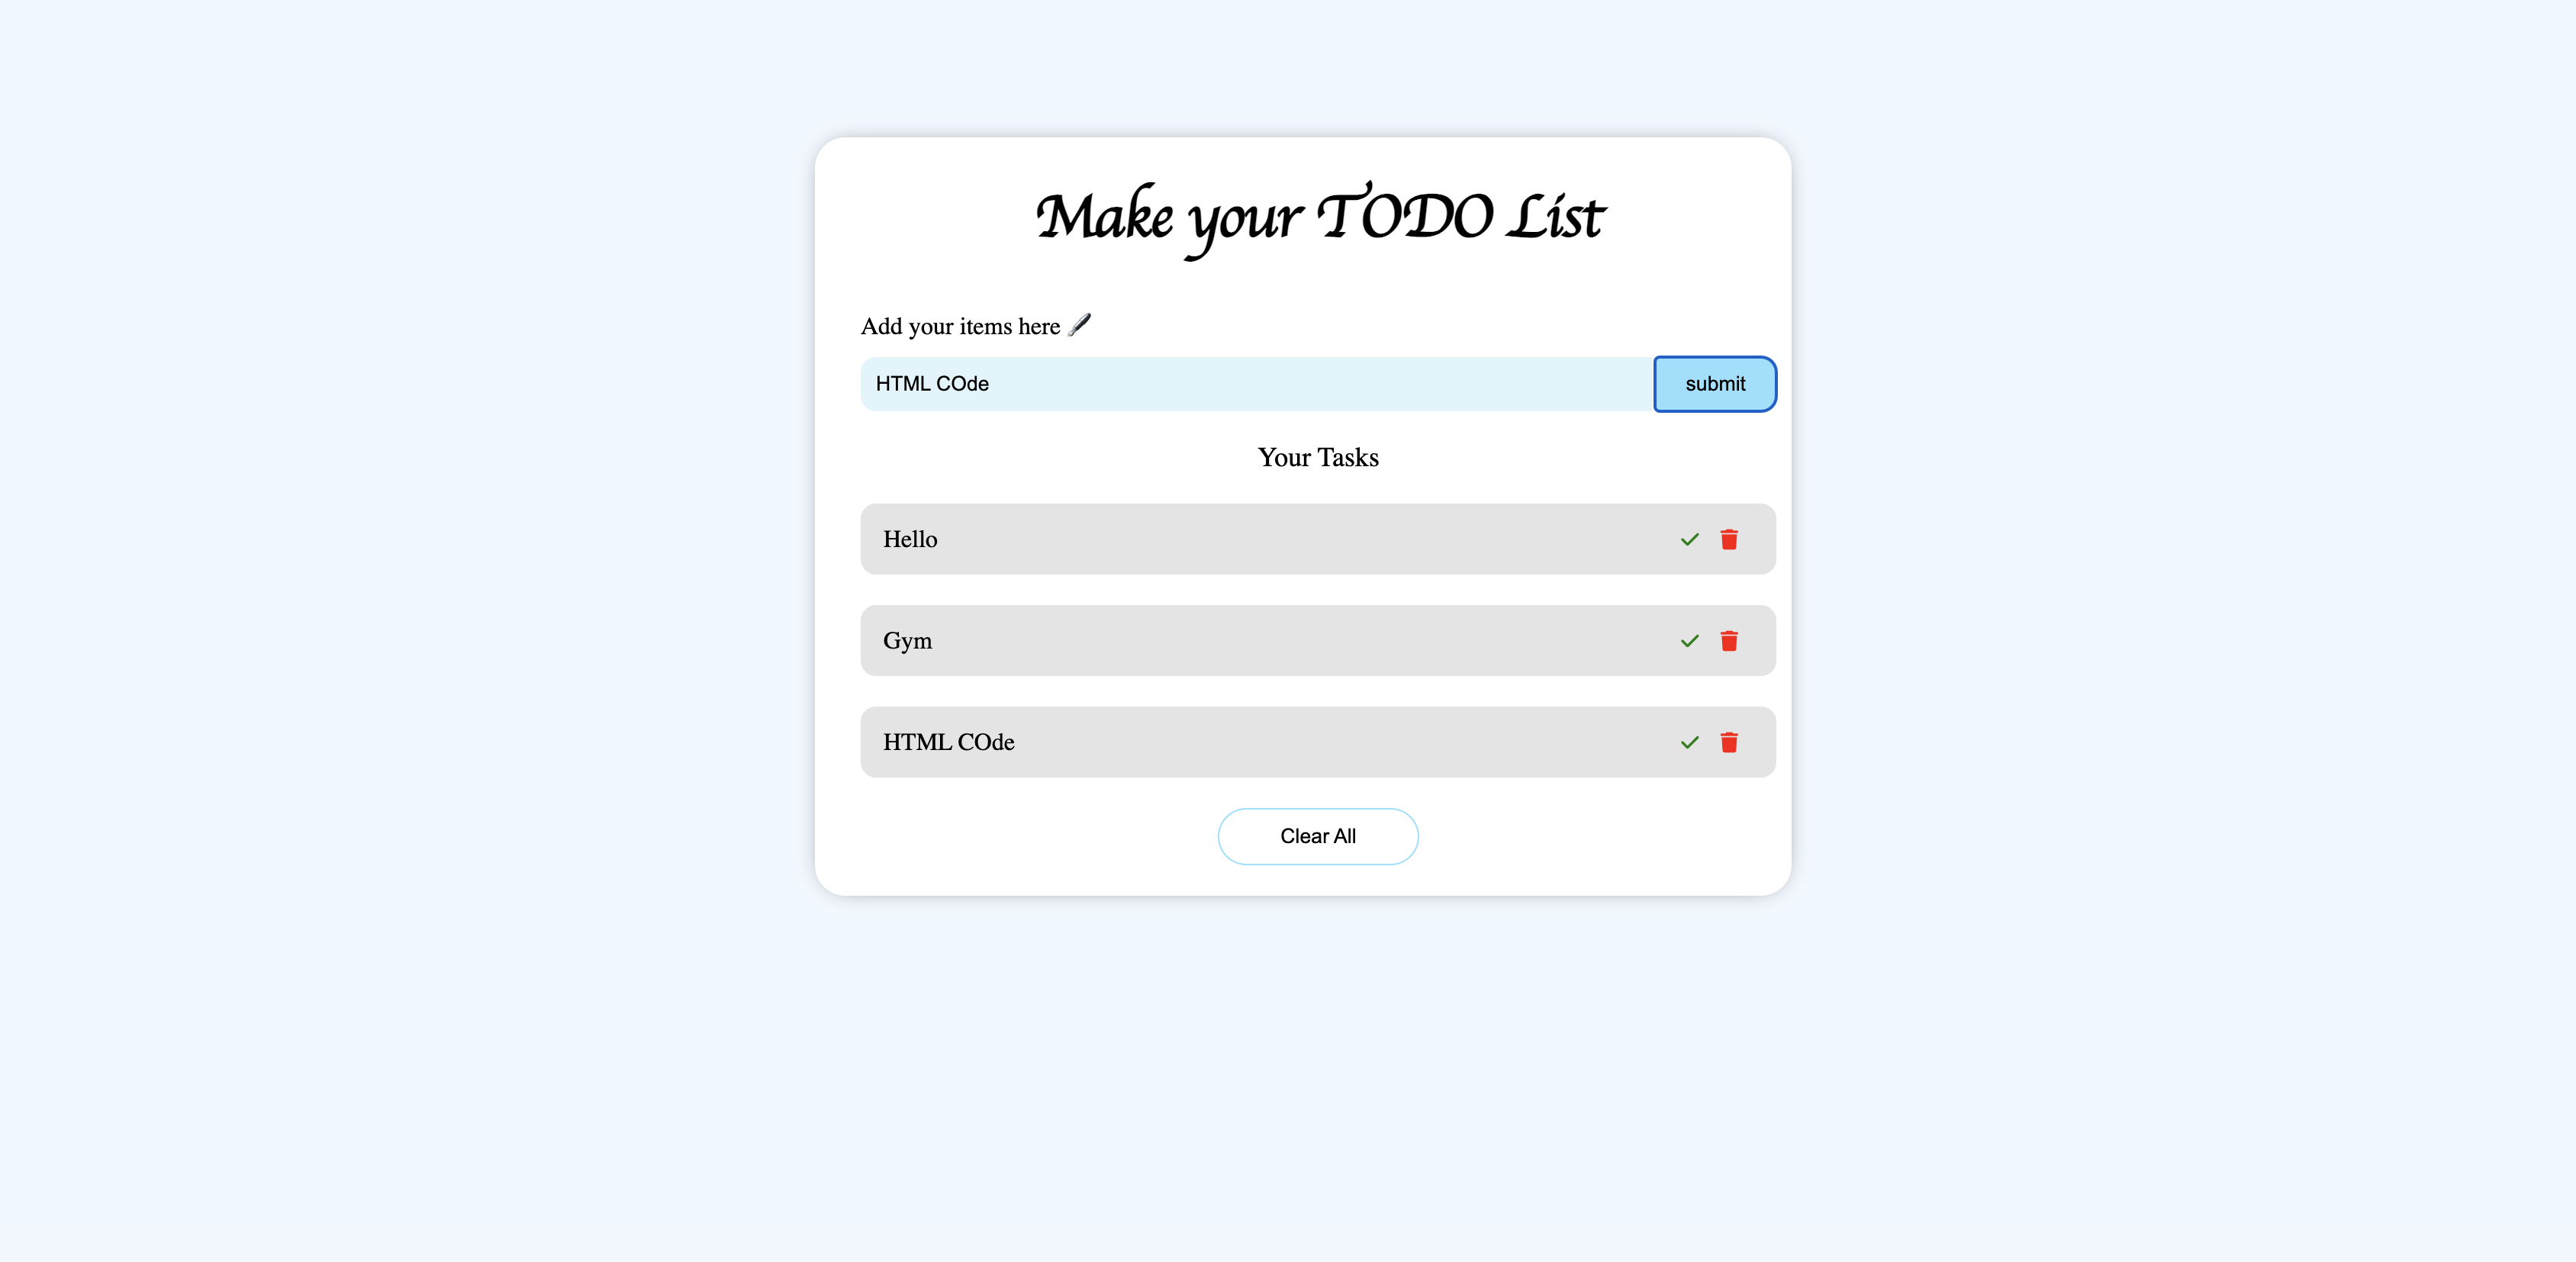 Make your TODO List
Add your items here 🖋️
HTML COde
submit
Your Tasks
Hello
Gym
HTML COde
Clear All